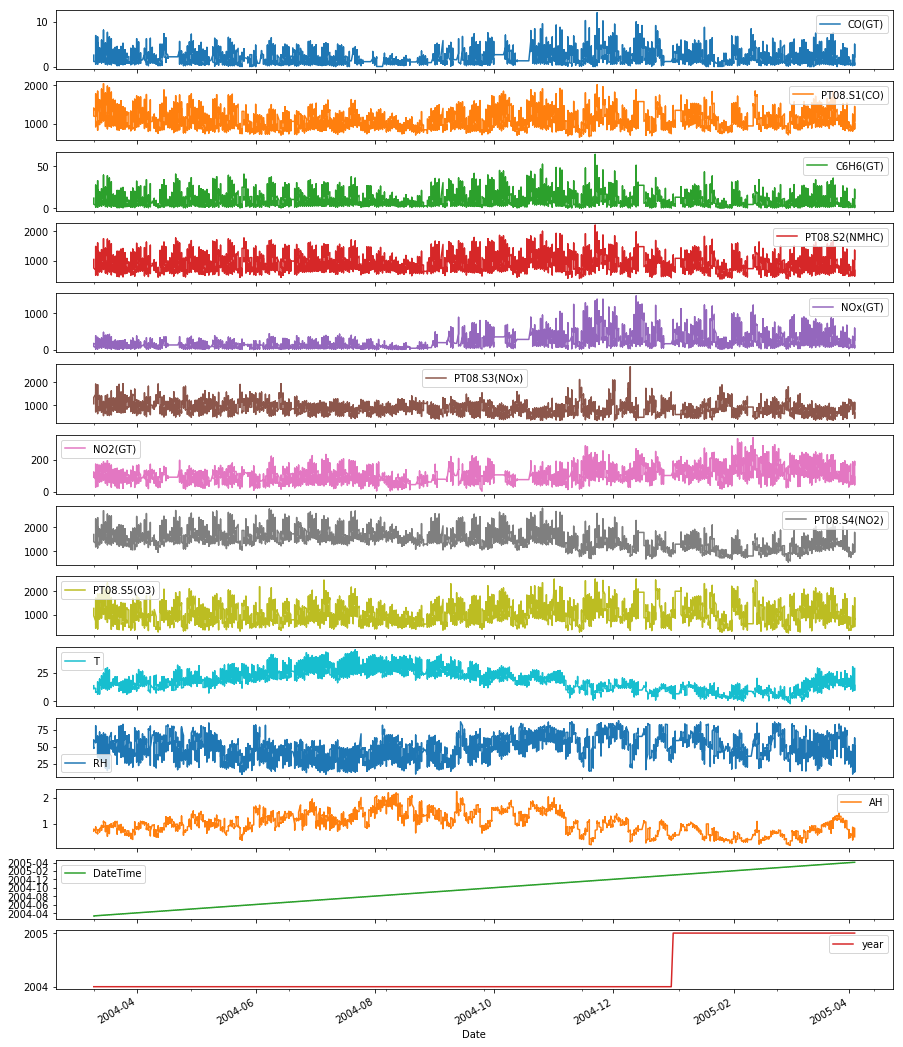 10
0
CO(GT)
2000
1000
PT08.S1(CO)
50
0
C6H6(GT)
2000
1000
PT08.S2(NMHC)
1000
0
NOx(GT)
2000
1000
PT08.S3(NOx)
200
0
NO2(GT)
2000
1000
PT08.S4(NO2)
2000
1000
PT08.S5(O3)
25
0
T
75
50
25
RH
2
1
AH
2005-04
2005-02
2004-12
2004-10
2004-08
2004-06
2004-04
DateTime
2005
2004
year
2004-04 2004-06 2004-08 2004-10 2004-12 2005-02 2005-04
Date